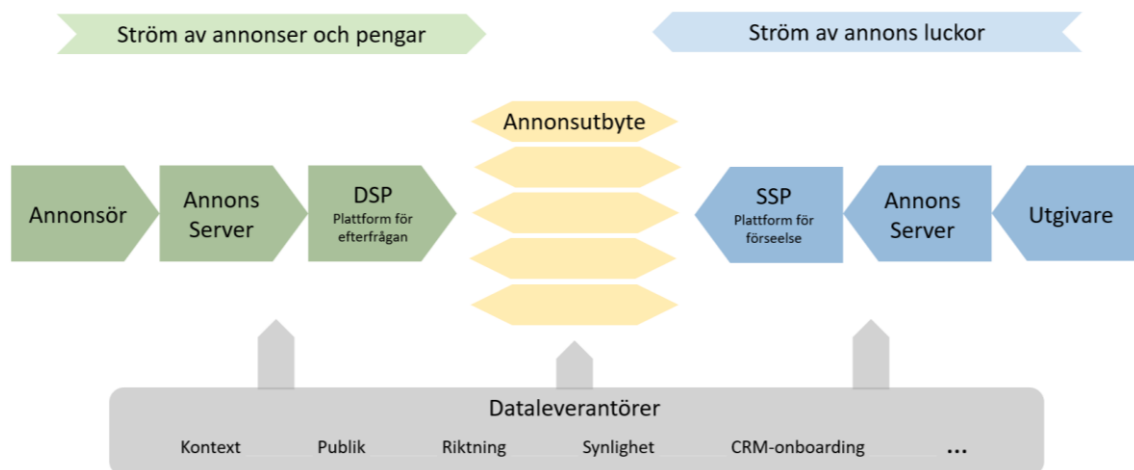 Ström av annonser och pengar
Ström av annons luckor
Annonsutbyte
Annonsör
Annons
Server
DSP
Plattform för
efterfrågan
SSP
Plattform för
förseelse
Annons
Server
Utgivare
Dataleverantörer
Kontext Publik Riktning Synlighet CRM-onboarding ...